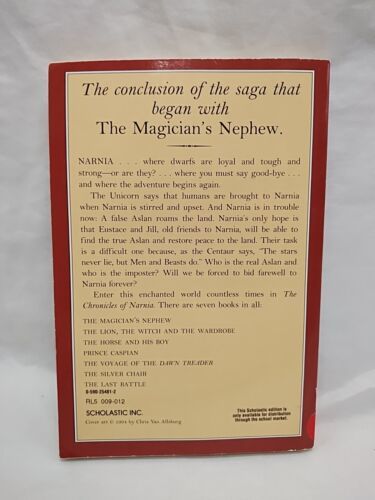 The conclusion of the saga that
began with
The Magician's Nephew.
NARNIA . . . where dwarfs are loyal and tough and
strong—or are they? . . . where you must say good-bye . . .
and where the adventure begins again.
The Unicorn says that humans are brought to Narnia
when Narnia is stirred and upset. And Narnia is in trouble
now: A false Aslan roams the land. Narnia's only hope is
that Eustace and Jill, old friends to Narnia, will be able to
find the true Aslan and restore peace to the land. Their task
is a difficult one because, as the Centaur says, "The stars
never lie, but Men and Beasts do." Who is the real Aslan and
who is the imposter? Will we be forced to bid farewell to
Narnia forever?
Enter this enchanted world countless times in The
Chronicles of Narnia. There are seven books in all:
THE MAGICIAN'S NEPHEW
THE LION, THE WITCH AND THE WARDROBE
THE HORSE AND HIS BOY
PRINCE CASPIAN
THE VOYAGE OF THE DAWN TREADER
THE SILVER CHAIR
THE LAST BATTLE
0-590-25481-2
RL5 009-012
SCHOLASTIC INC.
Cover art © 1994 by Chris Van Allsburg
This Scholastic edition is
only available for distribution
through the school market.